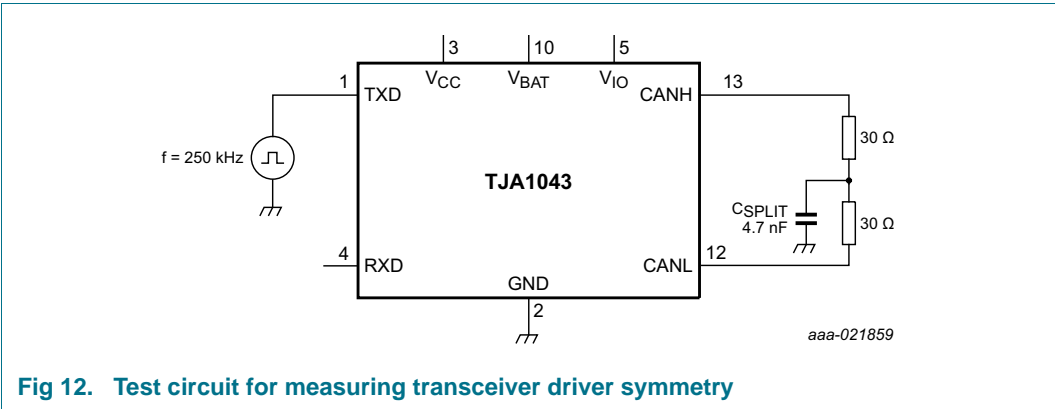 3
10
5
1
TXD
VCC
VBAT
VIO
CANH
13
f = 250 kHz
30 Ω
TJA1043
CSPLIT
4.7 nF
30 Ω
4
RXD
CANL
12
GND
2
aaa-021859
Fig 12. Test circuit for measuring transceiver driver symmetry